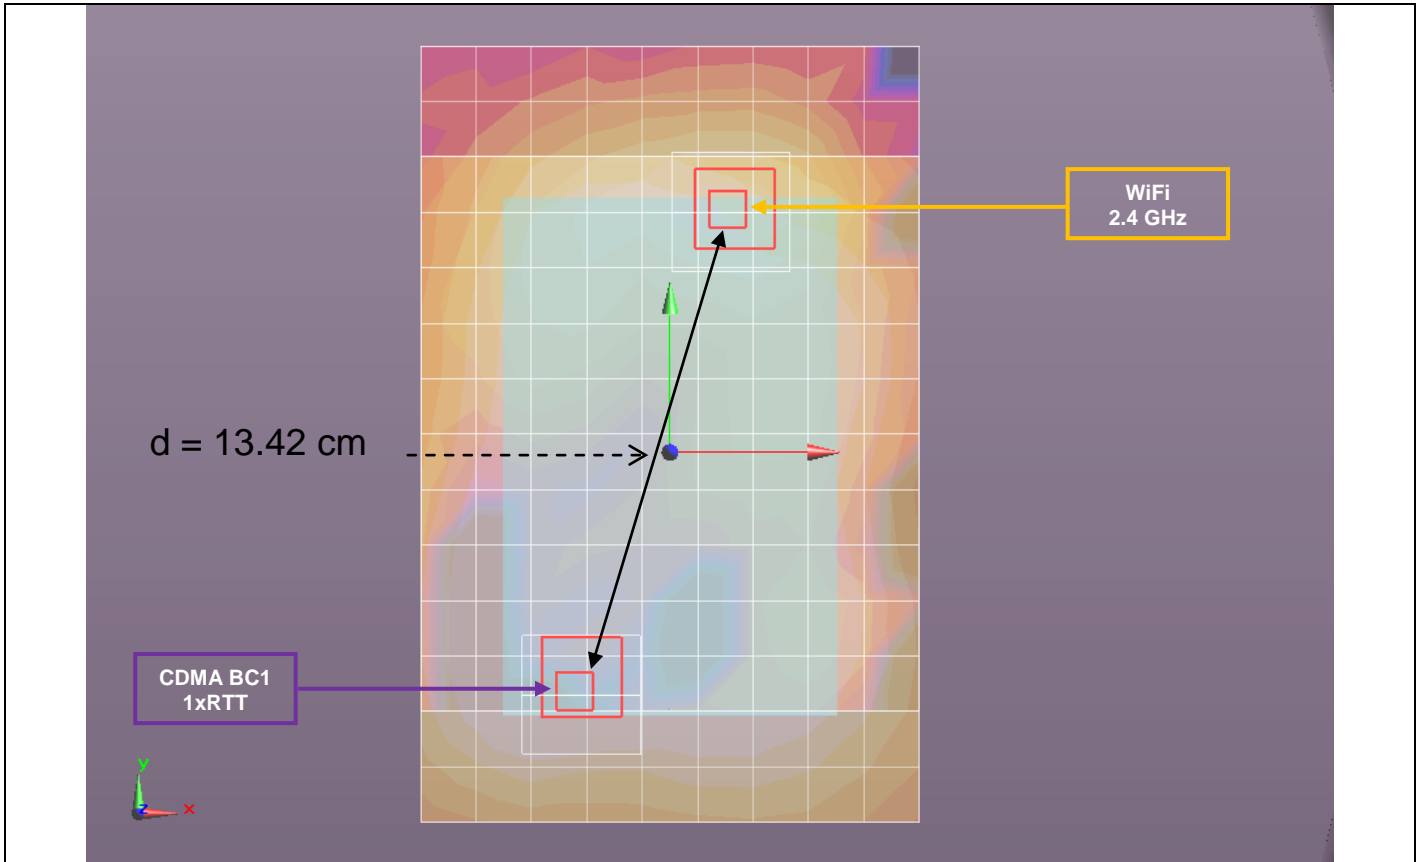 WiFi
2.4 GHz
d = 13.42 cm
CDMA BC1
1xRTT
y
z
x